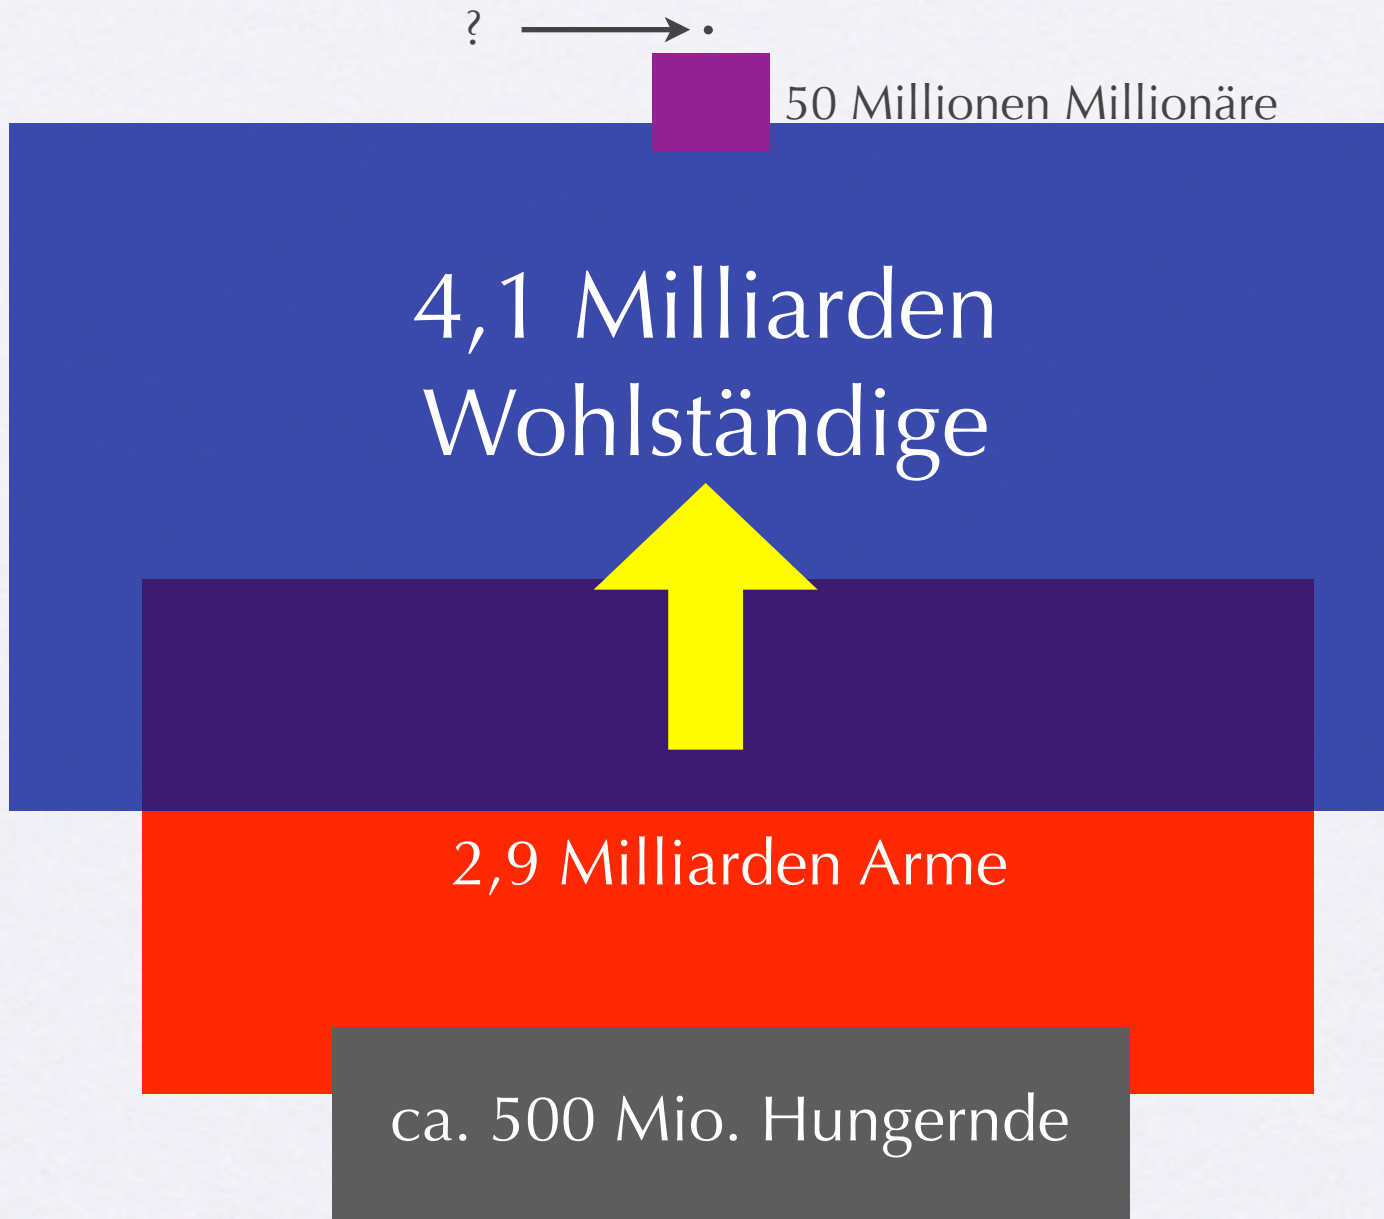 ?
50 Millionen Millionäre
4,1 Milliarden
Wohlständige
2,9 Milliarden Arme
ca. 500 Mio. Hungernde